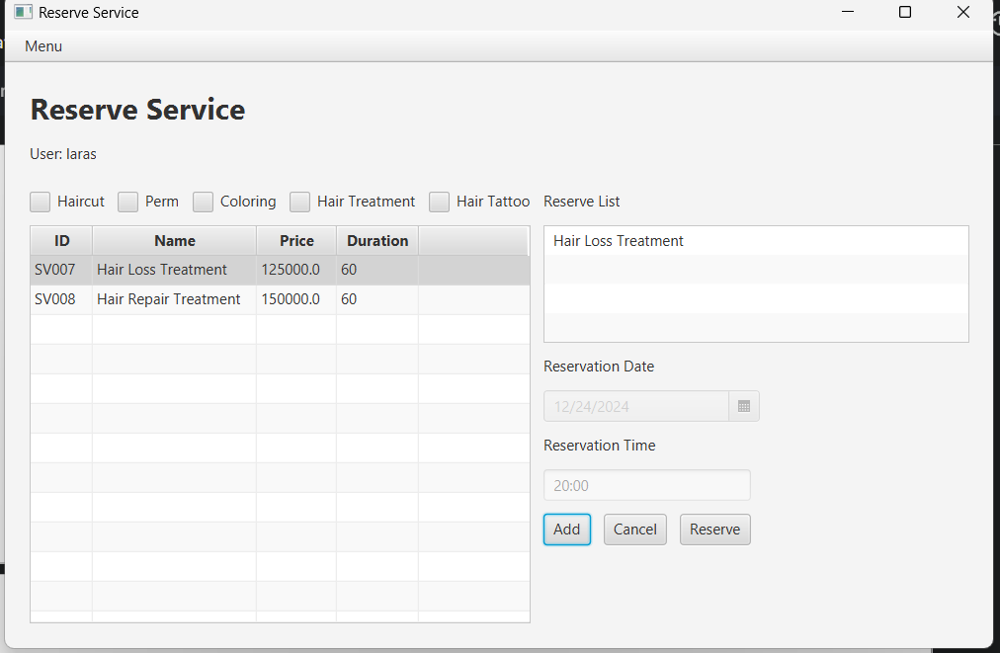 Reserve Service
Menu
Reserve Service
User: laras
Haircut Perm Coloring Hair Treatment Hair Tattoo Reserve List
ID Name Price Duration
SV007 Hair Loss Treatment 125000.0 60
SV008 Hair Repair Treatment 150000.0 60
Hair Loss Treatment
Reservation Date
12/24/2024
Reservation Time
20:00
Add Cancel Reserve